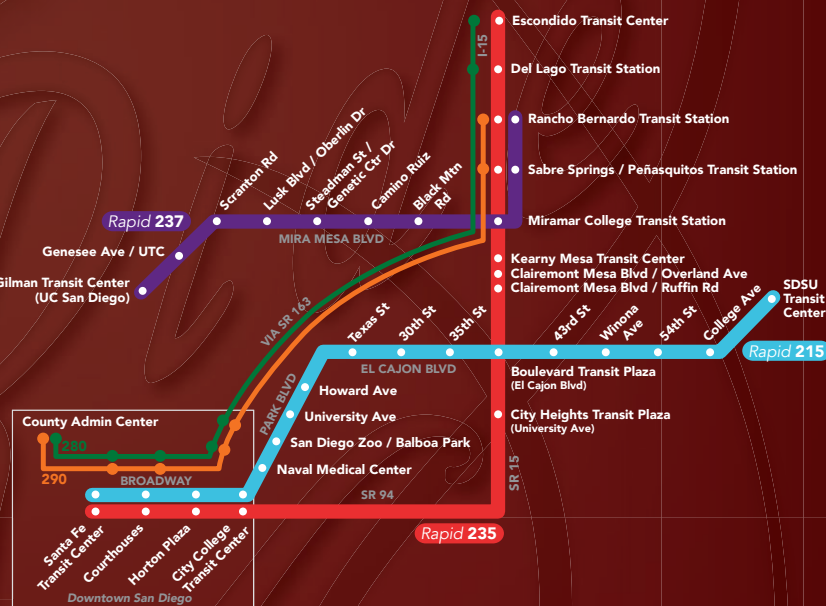 Escondido Transit Center
I-15
Del Lago Transit Station
Rancho Bernardo Transit Station
Sabre Springs / Peñasquitos Transit Station
Scranton Rd
Lusk Blvd / Oberlin Dr
Steadman St /
Genetic Ctr Dr
Camino Ruiz
Black Mtn
Rd
Rapid 237
Miramar College Transit Station
MIRA MESA BLVD
Genesee Ave / UTC
Gilman Transit Center
(UC San Diego)
Kearny Mesa Transit Center
Clairemont Mesa Blvd / Overland Ave
Clairemont Mesa Blvd / Ruffin Rd
VIA SR 163
Texas St
30th St
35th St
43rd St
Winona
Ave
54th St
College Ave
SDSU
Transit
Center
Rapid 215
EL CAJON BLVD
Boulevard Transit Plaza
(El Cajon Blvd)
PARK BLVD
Howard Ave
University Ave
San Diego Zoo / Balboa Park
Naval Medical Center
City Heights Transit Plaza
(University Ave)
SR 15
County Admin Center
280
290
BROADWAY
SR 94
Rapid 235
Santa Fe
Transit Center
Courthouses
Horton Plaza
City College
Transit Center
Downtown San Diego